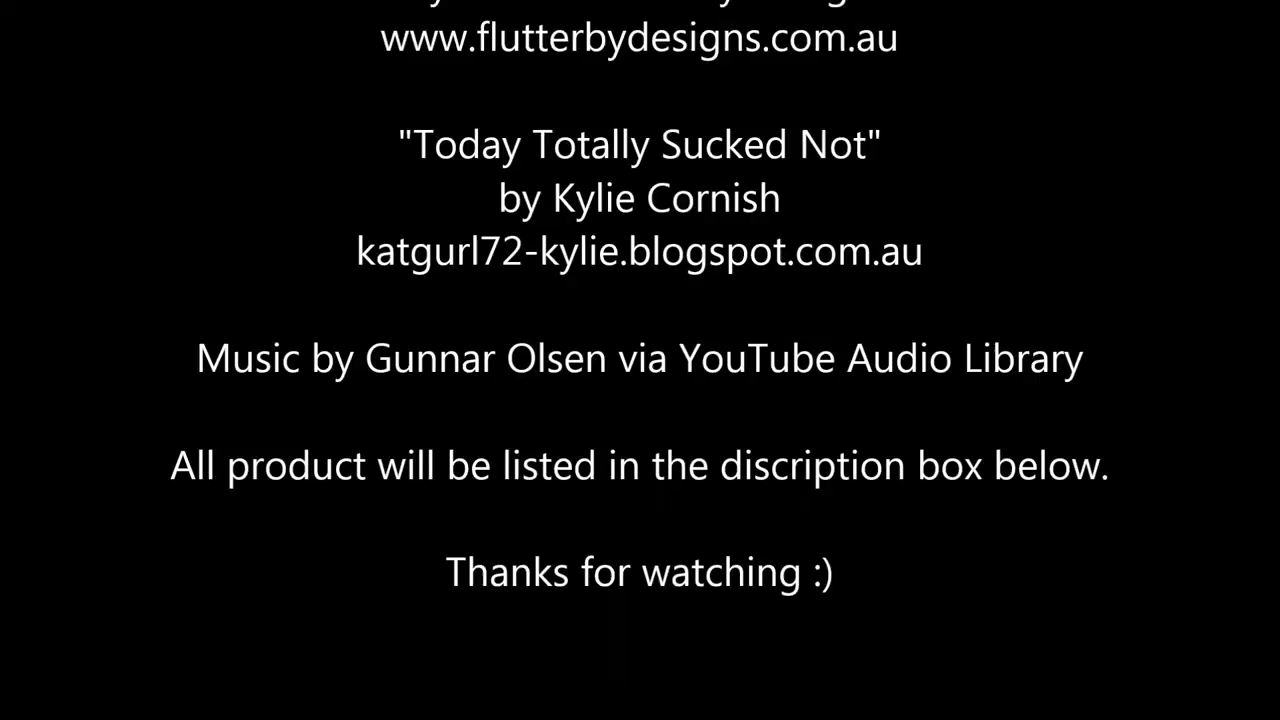 www.flutterbydesigns.com.au
"Today Totally Sucked Not"
by Kylie Cornish
katgurl72-kylie.blogspot.com.au
Music by Gunnar Olsen via YouTube Audio Library
All product will be listed in the discription box below.
Thanks for watching :)